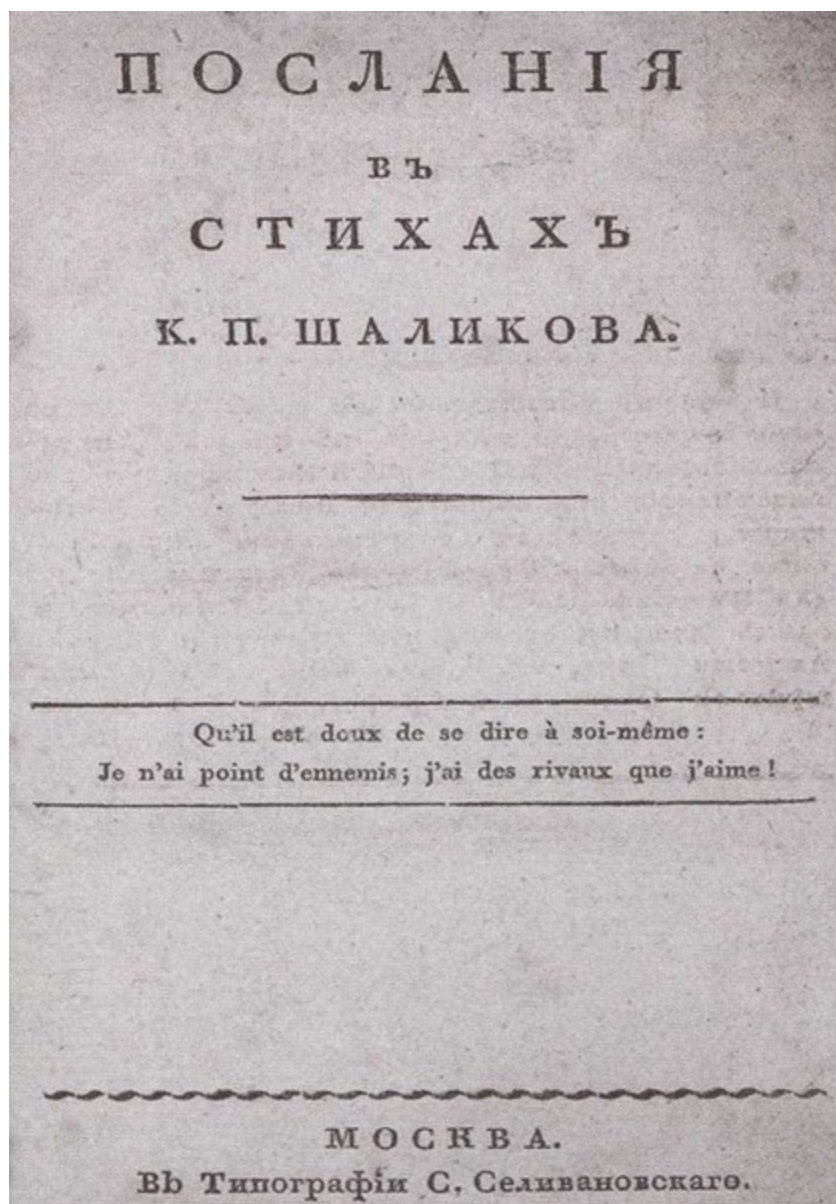 ПОСЛАНІЯ
ВЪ
СТИХАХЪ
К. П. ШАЛИКОВА.
Qu'il est doux de se dire à soi-même :
Je n'ai point d'ennemis; j'ai des rivaux que j'aime !
МОСКВА.
ВЬ Типографіи С. Селивановскаго.